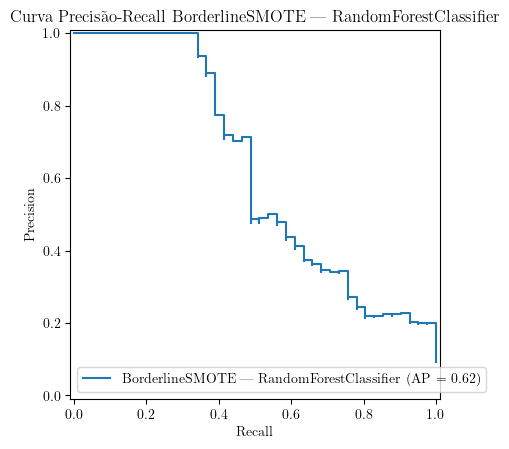 Curva Precisão-Recall BorderlineSMOTE — RandomForestClassifier
1.0
0.8
0.6
0.4
0.2
0.0
Precision
BorderlineSMOTE — RandomForestClassifier (AP = 0.62)
0.0 0.2 0.4 0.6 0.8 1.0
Recall